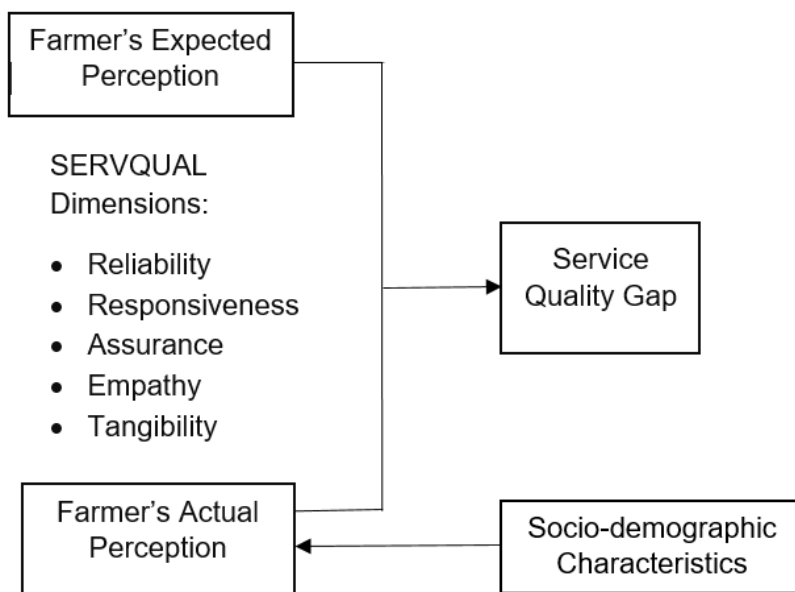 Farmer's Expected
Perception
SERVQUAL
Dimensions:
• Reliability
• Responsiveness
• Assurance
• Empathy
• Tangibility
Service
Quality Gap
Farmer's Actual
Perception
Socio-demographic
Characteristics